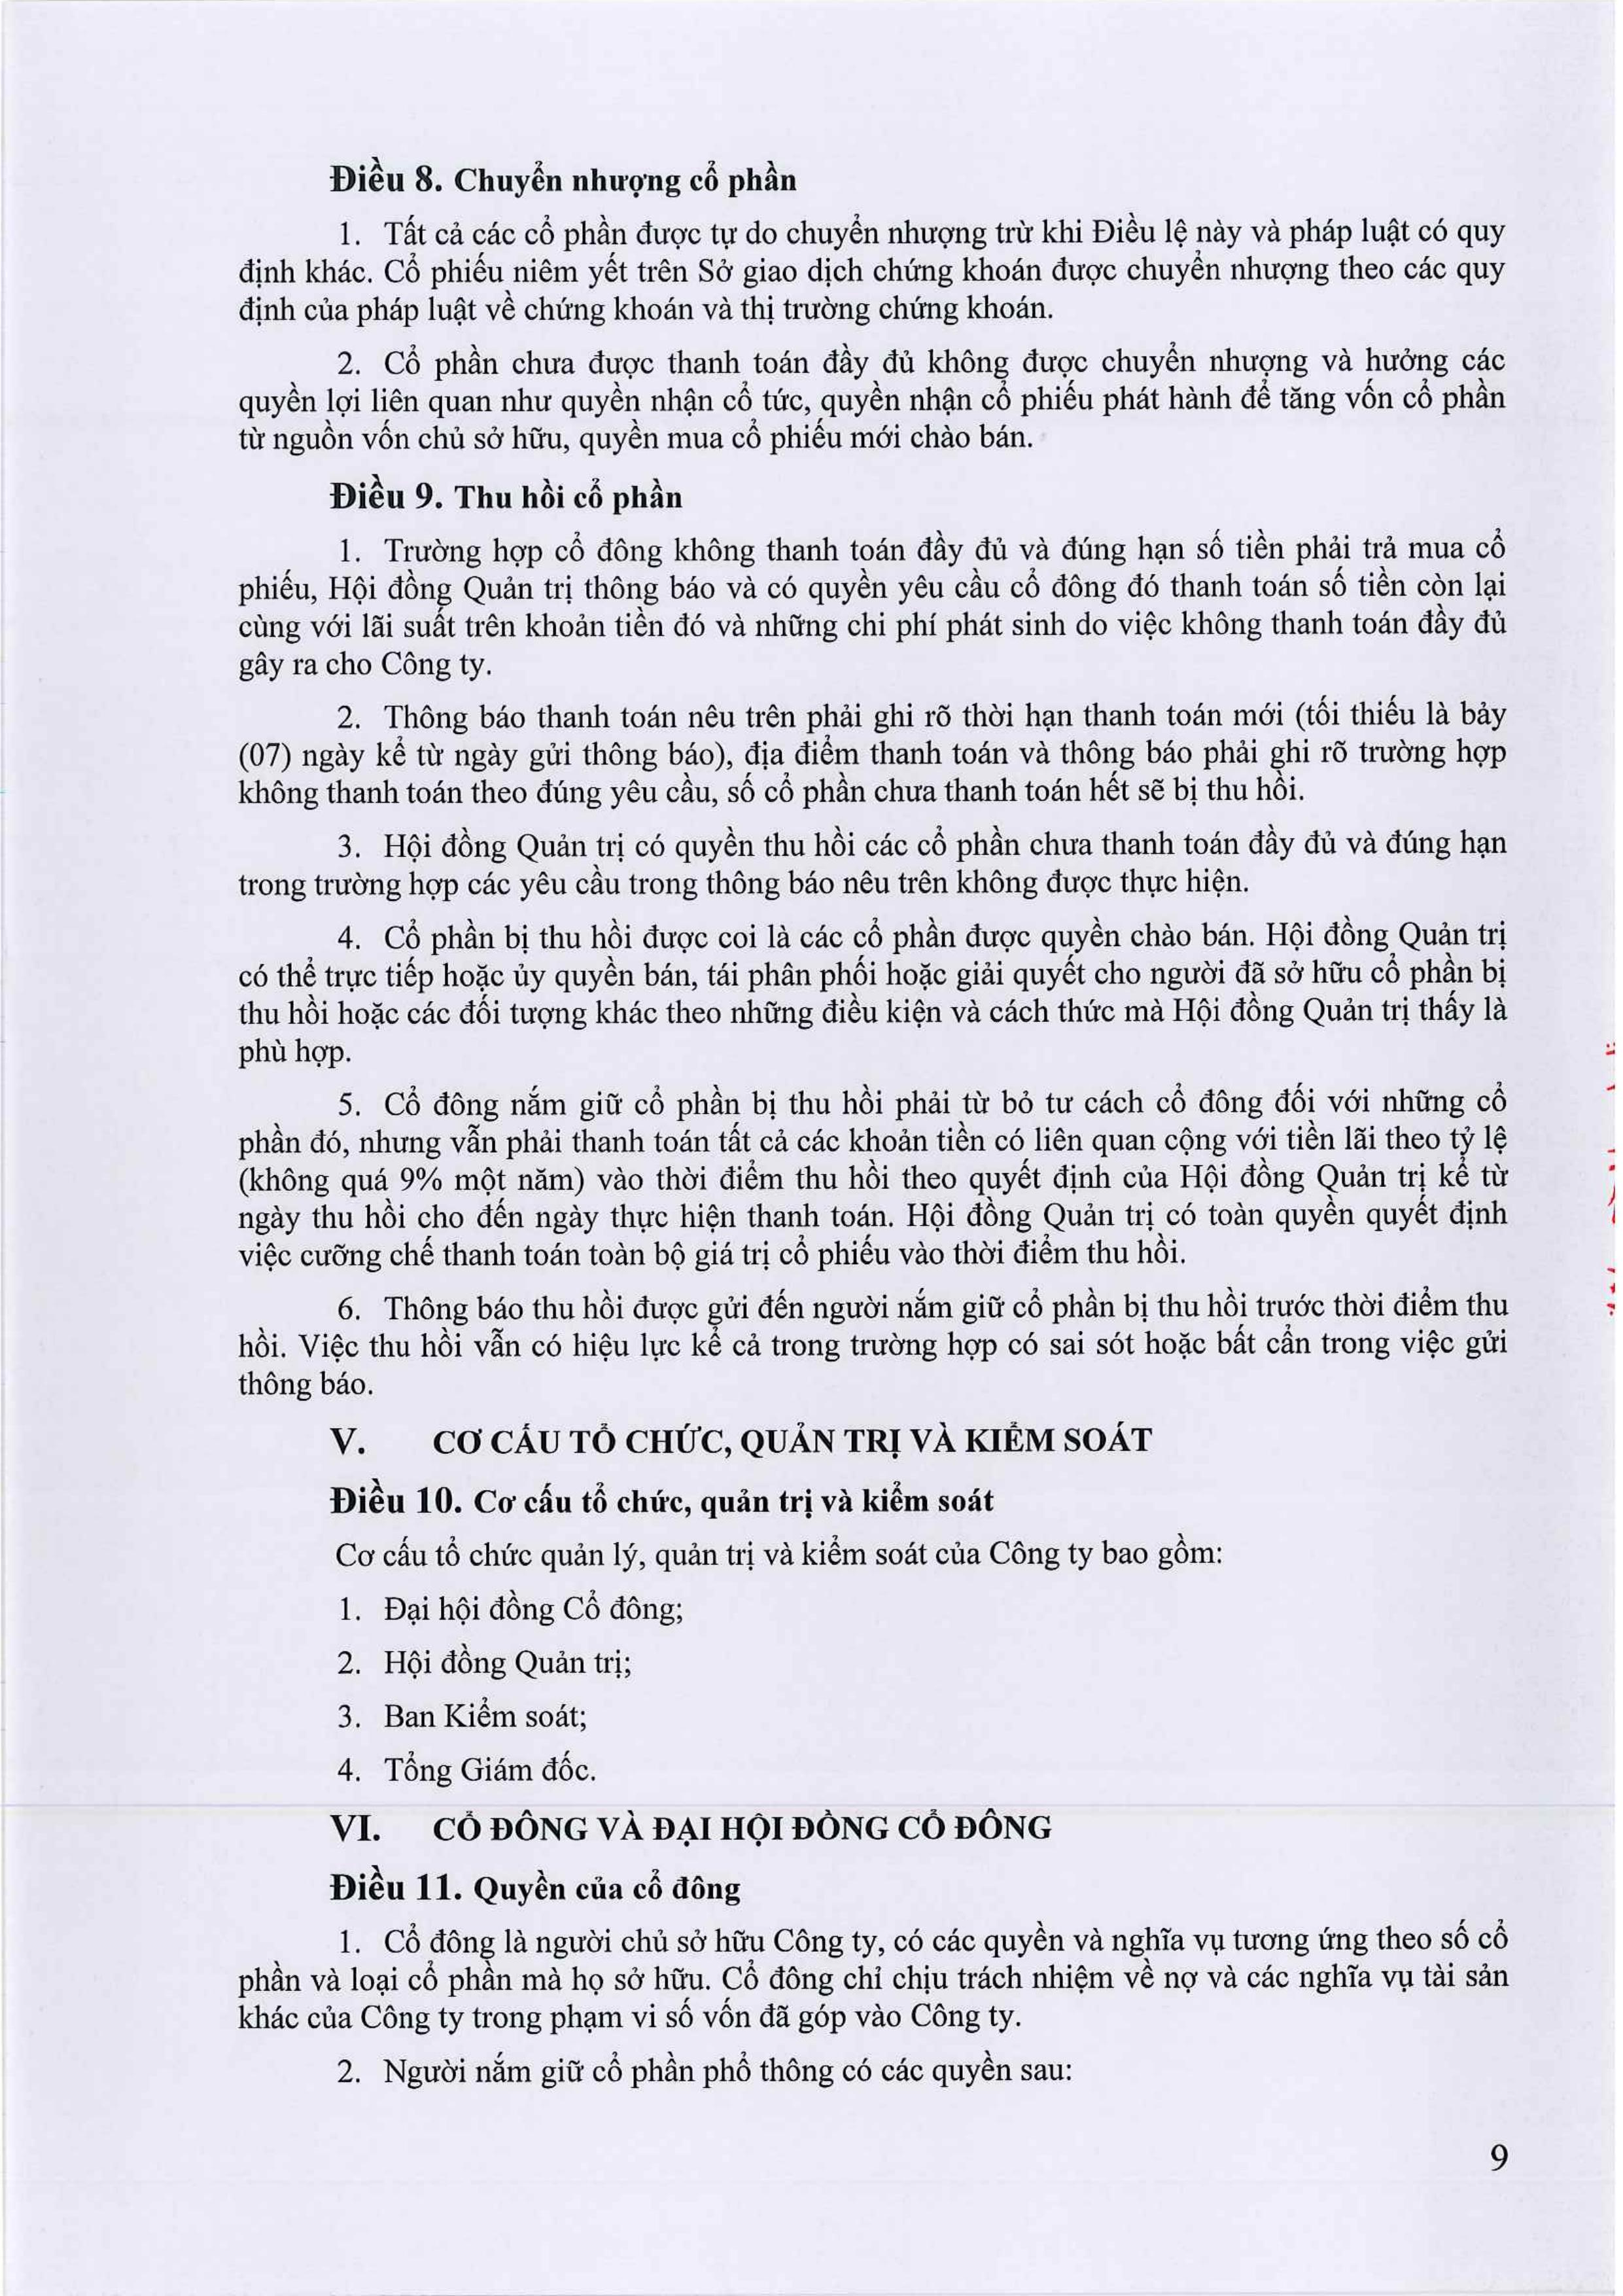 Điều 8. Chuyển nhượng cổ phần
1. Tất cả các cổ phần được tự do chuyển nhượng trừ khi Điều lệ này và pháp luật có quy
định khác. Cổ phiếu niêm yết trên Sở giao dịch chứng khoán được chuyển nhượng theo các quy
định của pháp luật về chứng khoán và thị trường chứng khoán.
2. Cổ phần chưa được thanh toán đầy đủ không được chuyển nhượng và hưởng các
quyền lợi liên quan như quyền nhận cổ tức, quyền nhận cổ phiếu phát hành để tăng vốn cổ phần
từ nguồn vốn chủ sở hữu, quyền mua cổ phiếu mới chào bán.
Điều 9. Thu hồi cổ phần
1. Trường hợp cổ đông không thanh toán đầy đủ và đúng hạn số tiền phải trả mua cổ
phiếu, Hội đồng Quản trị thông báo và có quyền yêu cầu cổ đông đó thanh toán số tiền còn lại
cùng với lãi suất trên khoản tiền đó và những chi phí phát sinh do việc không thanh toán đầy đủ
gây ra cho Công ty.
2. Thông báo thanh toán nêu trên phải ghi rõ thời hạn thanh toán mới (tối thiếu là bảy
(07) ngày kể từ ngày gửi thông báo), địa điểm thanh toán và thông báo phải ghi rõ trường hợp
không thanh toán theo đúng yêu cầu, số cổ phần chưa thanh toán hết sẽ bị thu hồi.
3. Hội đồng Quản trị có quyền thu hồi các cổ phần chưa thanh toán đầy đủ và đúng hạn
trong trường hợp các yêu cầu trong thông báo nêu trên không được thực hiện.
4. Cổ phần bị thu hồi được coi là các cổ phần được quyền chào bán. Hội đồng Quản trị
có thể trực tiếp hoặc ủy quyền bán, tái phân phối hoặc giải quyết cho người đã sở hữu cổ phần bị
thu hồi hoặc các đối tượng khác theo những điều kiện và cách thức mà Hội đồng Quản trị thấy là
phù hợp.
5. Cổ đông nắm giữ cổ phần bị thu hồi phải từ bỏ tư cách cổ đông đối với những cổ
phần đó, nhưng vẫn phải thanh toán tất cả các khoản tiền có liên quan cộng với tiền lãi theo tỷ lệ
(không quá 9% một năm) vào thời điểm thu hồi theo quyết định của Hội đồng Quản trị kể từ
ngày thu hồi cho đến ngày thực hiện thanh toán. Hội đồng Quản trị có toàn quyền quyết định
việc cưỡng chế thanh toán toàn bộ giá trị cổ phiếu vào thời điểm thu hồi.
6. Thông báo thu hồi được gửi đến người nắm giữ cổ phần bị thu hồi trước thời điểm thu
hồi. Việc thu hồi vẫn có hiệu lực kể cả trong trường hợp có sai sót hoặc bất cẩn trong việc gửi
thông báo.
V. CƠ CẤU TỔ CHỨC, QUẢN TRỊ VÀ KIỂM SOÁT
Điều 10. Cơ cấu tổ chức, quản trị và kiểm soát
Cơ cấu tổ chức quản lý, quản trị và kiểm soát của Công ty bao gồm:
1. Đại hội đồng Cổ đông;
2. Hội đồng Quản trị;
3. Ban Kiểm soát;
4. Tổng Giám đốc.
VI. CỔ ĐÔNG VÀ ĐẠI HỘI ĐỒNG CỔ ĐÔNG
Điều 11. Quyền của cổ đông
1. Cổ đông là người chủ sở hữu Công ty, có các quyền và nghĩa vụ tương ứng theo số cổ
phần và loại cổ phần mà họ sở hữu. Cổ đông chỉ chịu trách nhiệm về nợ và các nghĩa vụ tài sản
khác của Công ty trong phạm vi số vốn đã góp vào Công ty.
2. Người nắm giữ cổ phần phổ thông có các quyền sau:
9